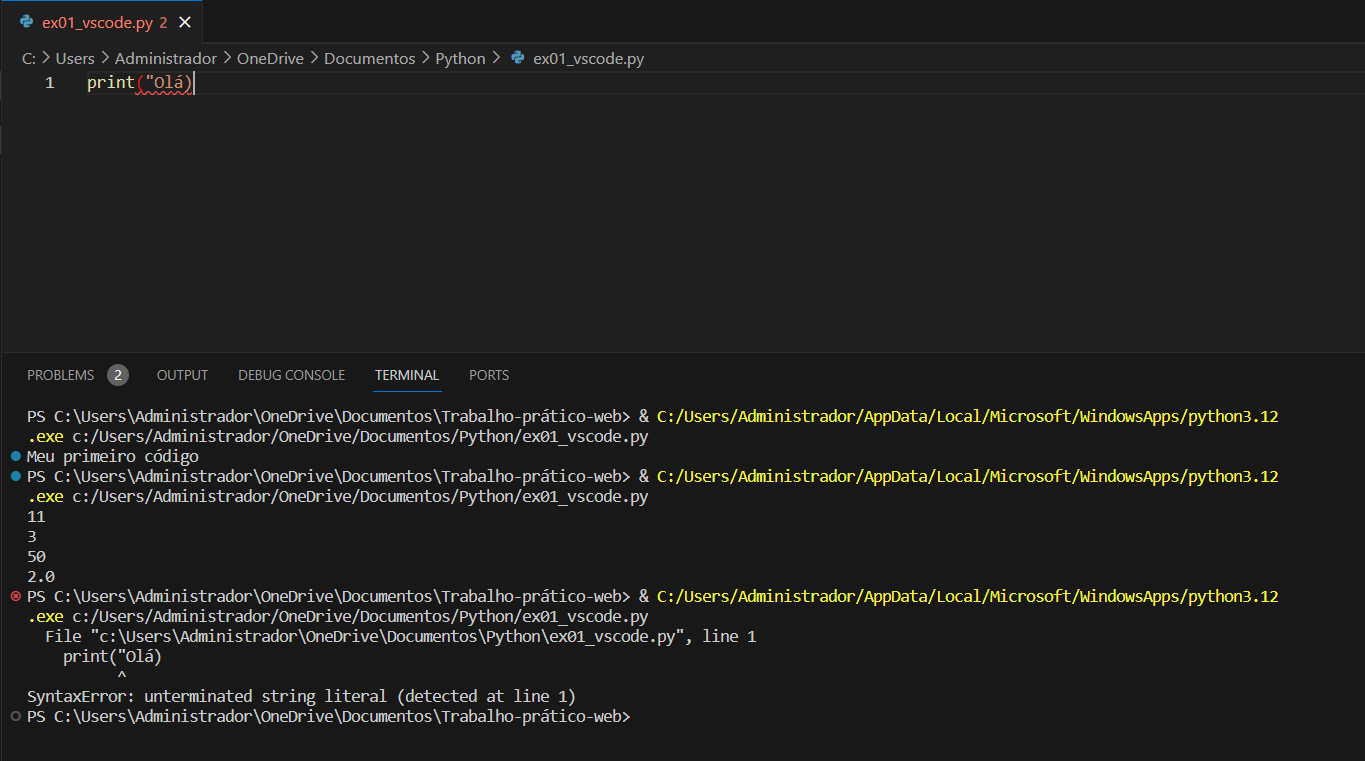 ex01_vscode.py 2
C: > Users > Administrador > OneDrive > Documentos > Python > ex01_vscode.py
1 print("Olá)
PROBLEMS 2 OUTPUT DEBUG CONSOLE TERMINAL PORTS
PS C:\Users\Administrador\OneDrive\Documentos\Trabalho-prático-web> & C:/Users/Administrador/AppData/Local/Microsoft/WindowsApps/python3.12
.exe c:/Users/Administrador/OneDrive/Documentos/Python/ex01_vscode.py
Meu primeiro código
PS C:\Users\Administrador\OneDrive\Documentos\Trabalho-prático-web> & C:/Users/Administrador/AppData/Local/Microsoft/WindowsApps/python3.12
.exe c:/Users/Administrador/OneDrive/Documentos/Python/ex01_vscode.py
11
3
50
2.0
PS C:\Users\Administrador\OneDrive\Documentos\Trabalho-prático-web> & C:/Users/Administrador/AppData/Local/Microsoft/WindowsApps/python3.12
.exe c:/Users/Administrador/OneDrive/Documentos/Python/ex01_vscode.py
  File "c:\Users\Administrador\OneDrive\Documentos\Python\ex01_vscode.py", line 1
    print("Olá)
          ^
SyntaxError: unterminated string literal (detected at line 1)
PS C:\Users\Administrador\OneDrive\Documentos\Trabalho-prático-web>